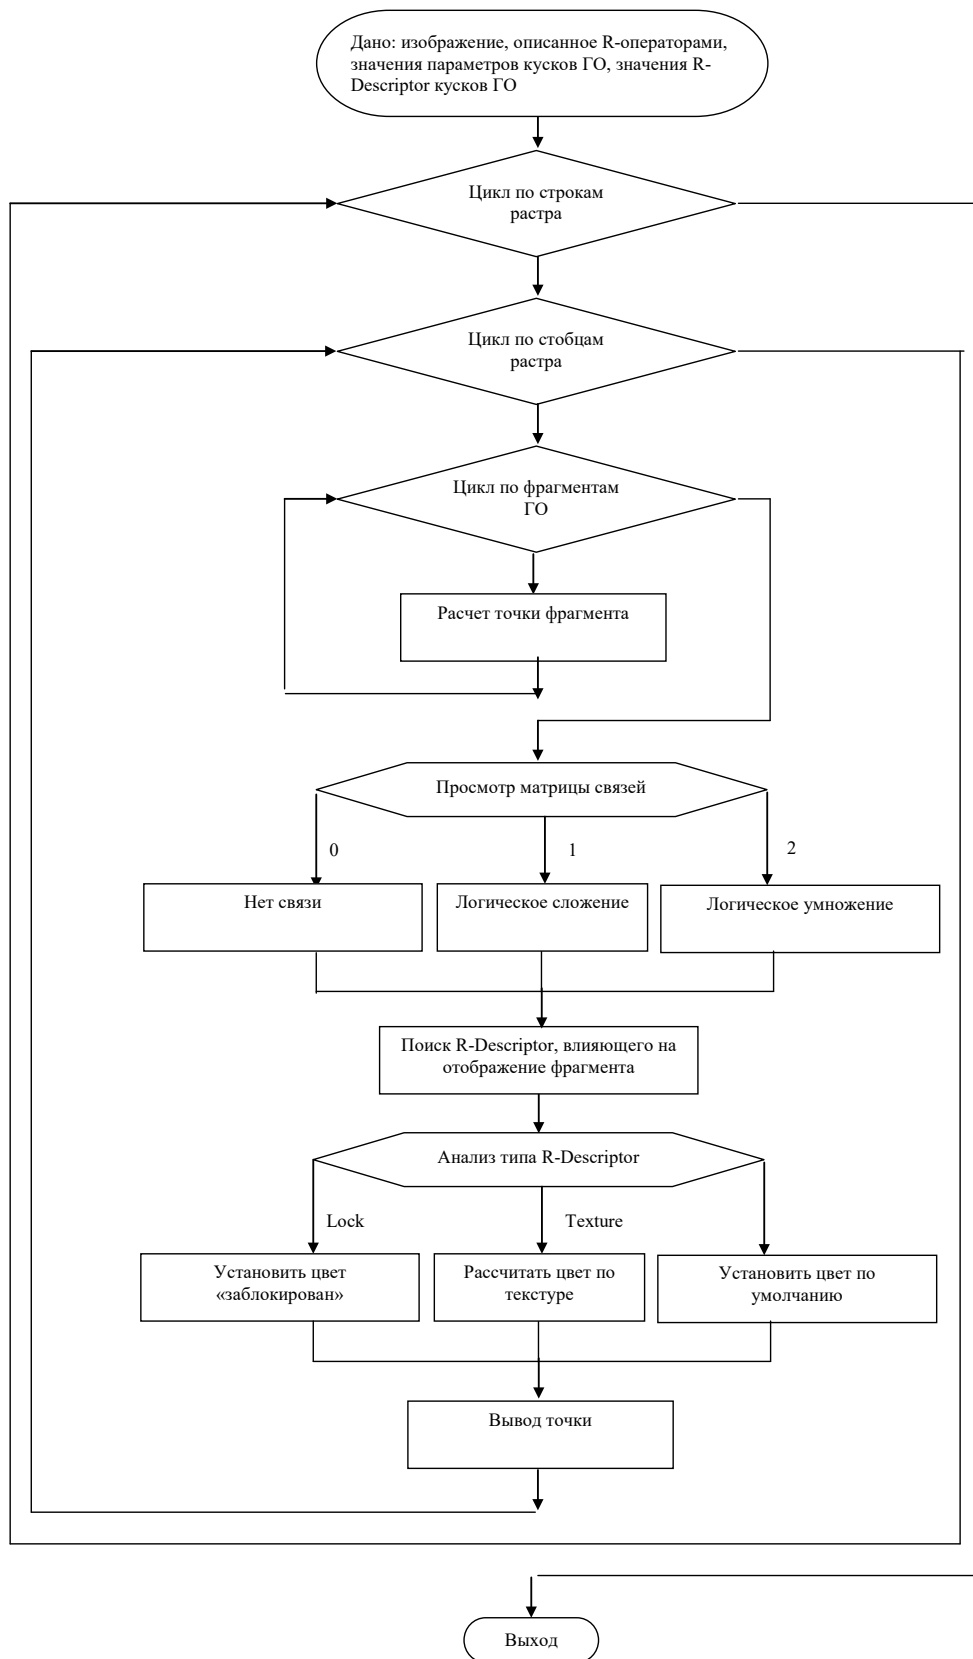 Дано: изображение, описанное R-операторами,
значения параметров кусков ГО, значения R-
Descriptor кусков ГО
Цикл по строкам
растра
Цикл по стобцам
растра
Цикл по фрагментам
ГО
Расчет точки фрагмента
Просмотр матрицы связей
0
1
2
Нет связи
Логическое сложение
Логическое умножение
Поиск R-Descriptor, влияющего на
отображение фрагмента
Анализ типа R-Descriptor
Lock
Texture
Установить цвет
«заблокирован»
Рассчитать цвет по
текстуре
Установить цвет по
умолчанию
Вывод точки
Выход